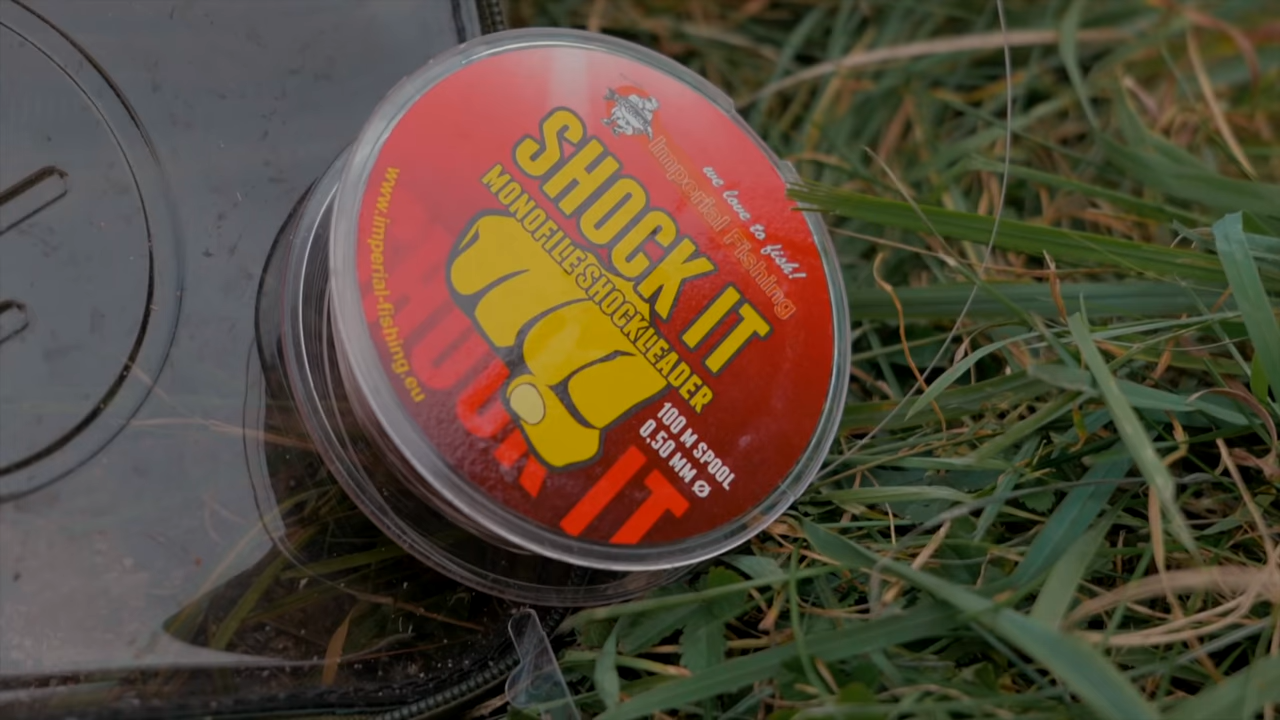 Imperial Fishing
we love to fish!
SHOCK IT
MONOFILE SHOCKLEADER
100 M SPOOL
0,50 MM Ø
www.imperial-fishing.eu
SHOCK IT